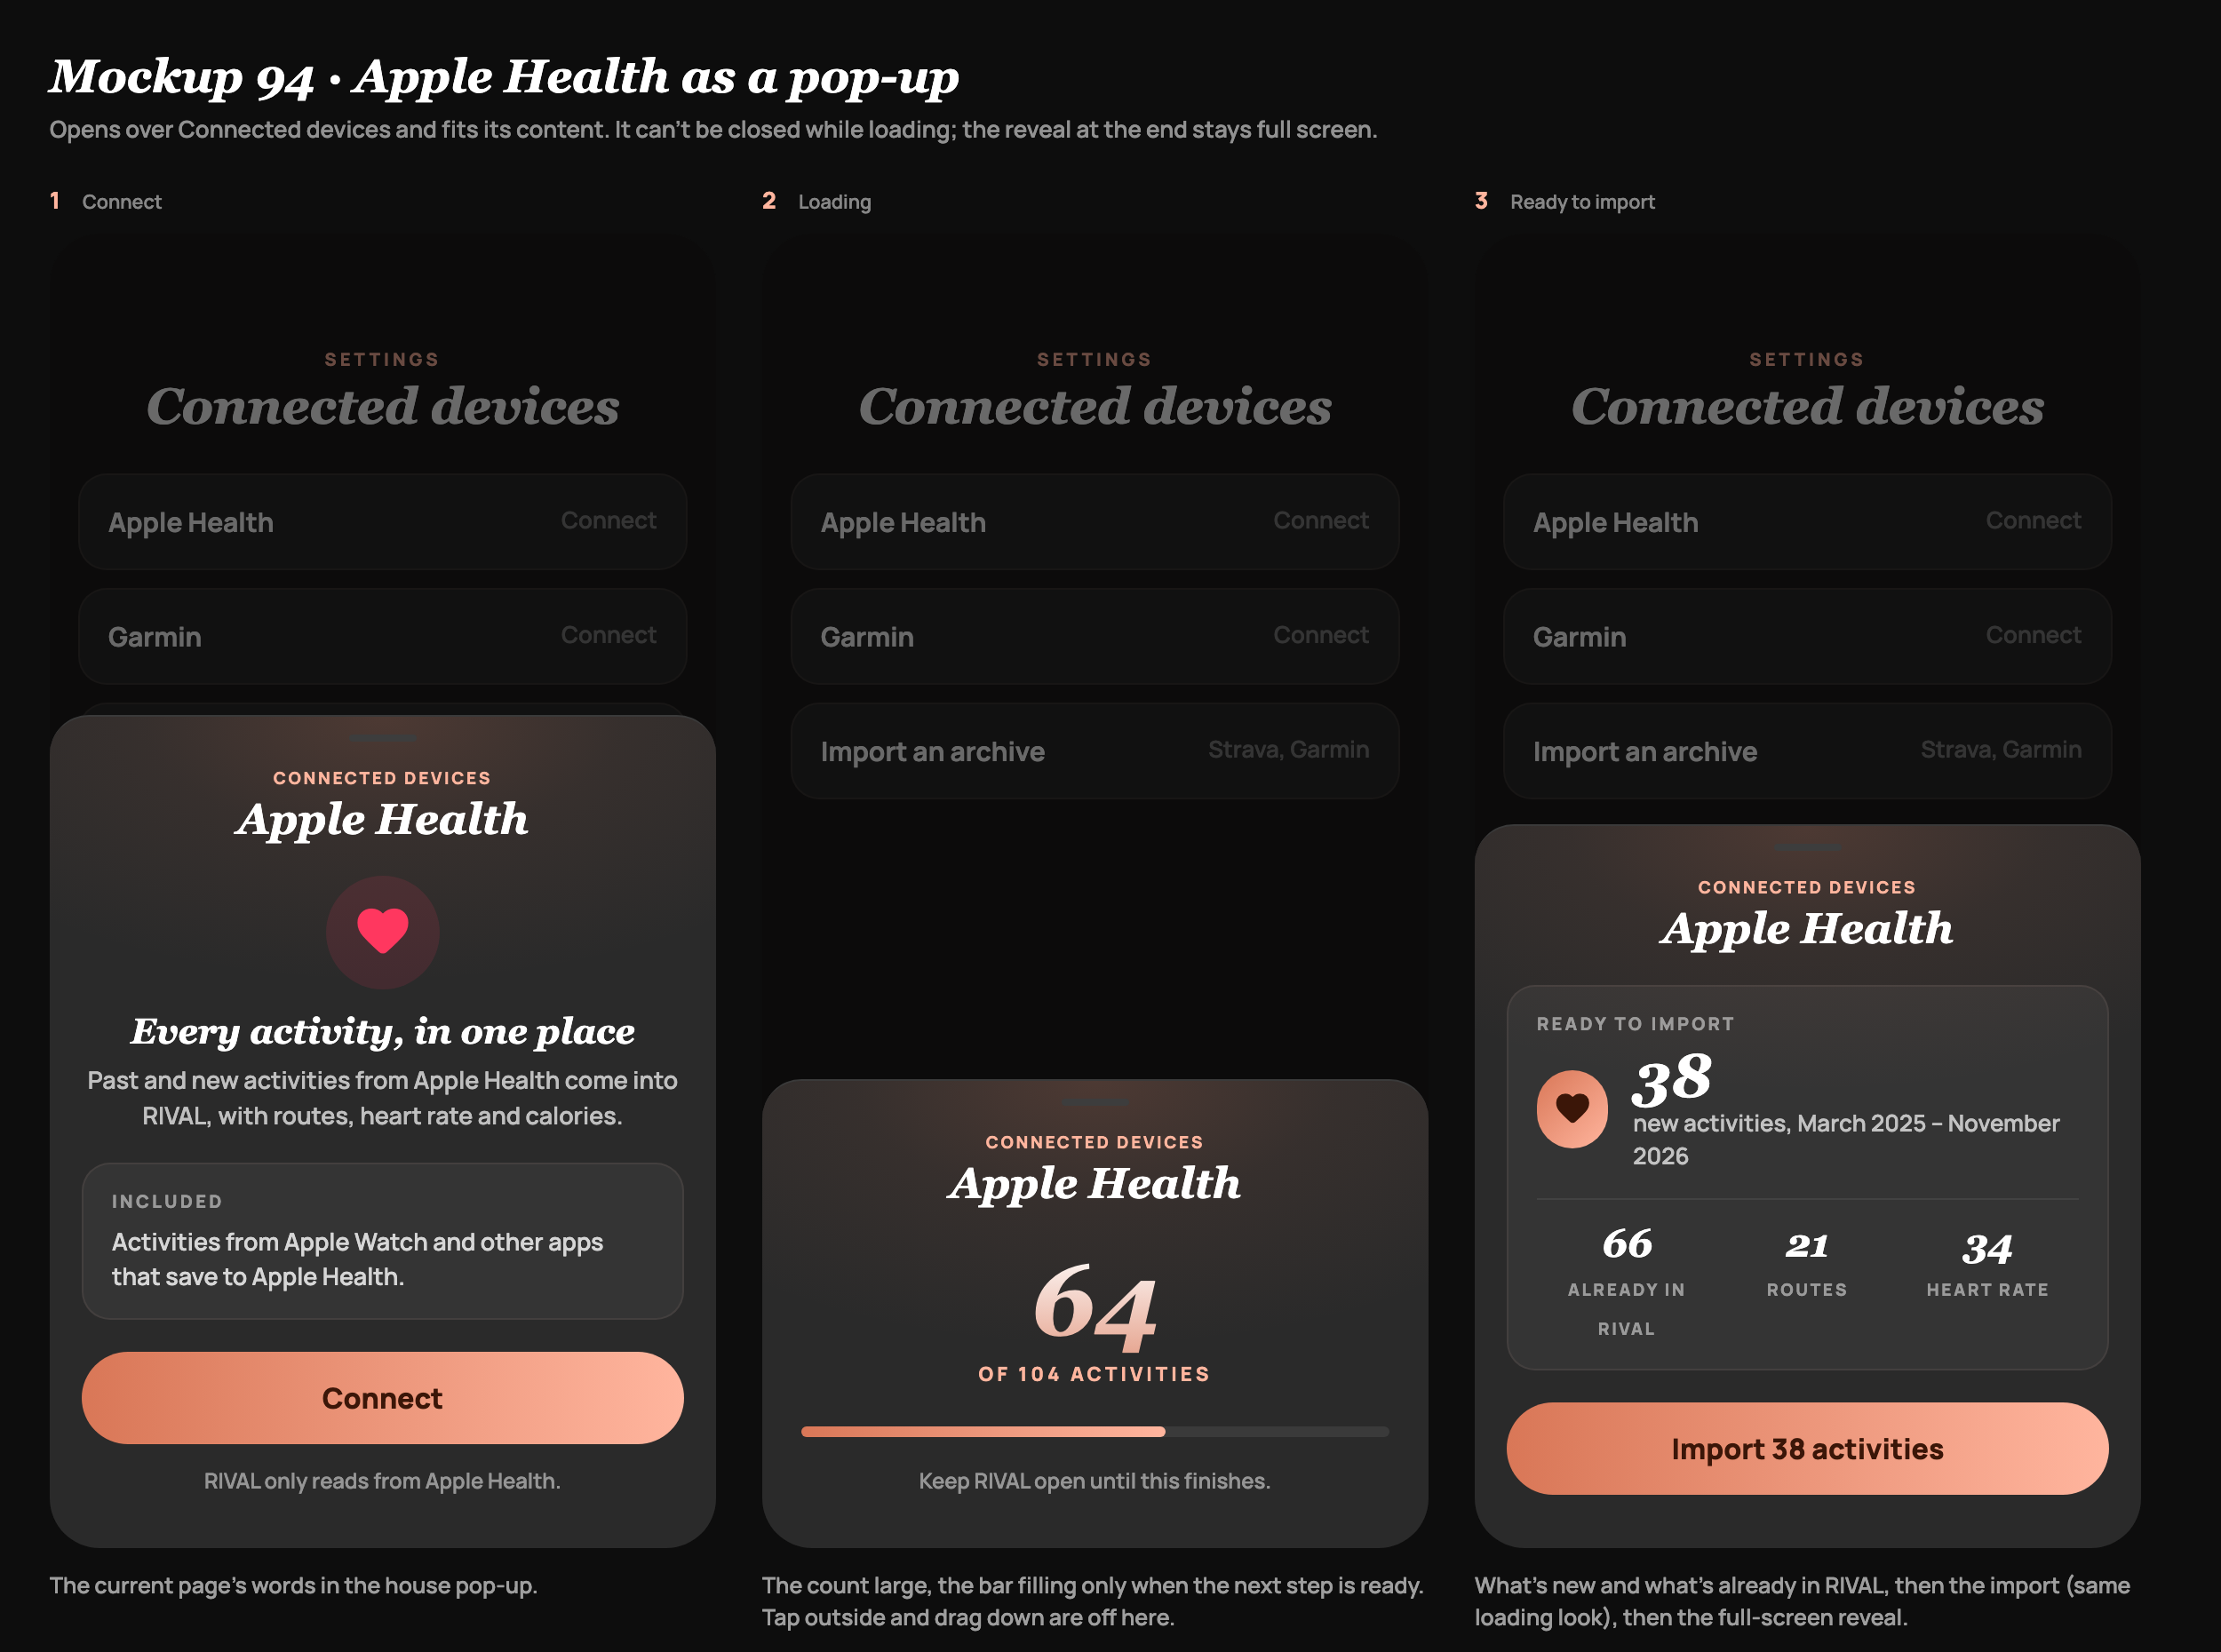 Mockup 94 · Apple Health as a pop-up
Opens over Connected devices and fits its content. It can’t be closed while loading; the reveal at the end stays full screen.
1 Connect
SETTINGS
Connected devices
Apple Health Connect
Garmin Connect
CONNECTED DEVICES
Apple Health
Every activity, in one place
Past and new activities from Apple Health come into
RIVAL, with routes, heart rate and calories.
INCLUDED
Activities from Apple Watch and other apps
that save to Apple Health.
Connect
RIVAL only reads from Apple Health.
The current page’s words in the house pop-up.
2 Loading
SETTINGS
Connected devices
Apple Health Connect
Garmin Connect
Import an archive Strava, Garmin
CONNECTED DEVICES
Apple Health
64
OF 104 ACTIVITIES
Keep RIVAL open until this finishes.
The count large, the bar filling only when the next step is ready.
Tap outside and drag down are off here.
3 Ready to import
SETTINGS
Connected devices
Apple Health Connect
Garmin Connect
Import an archive Strava, Garmin
CONNECTED DEVICES
Apple Health
READY TO IMPORT
38
new activities, March 2025 – November
2026
66 21 34
ALREADY IN ROUTES HEART RATE
RIVAL
Import 38 activities
What’s new and what’s already in RIVAL, then the import (same
loading look), then the full-screen reveal.